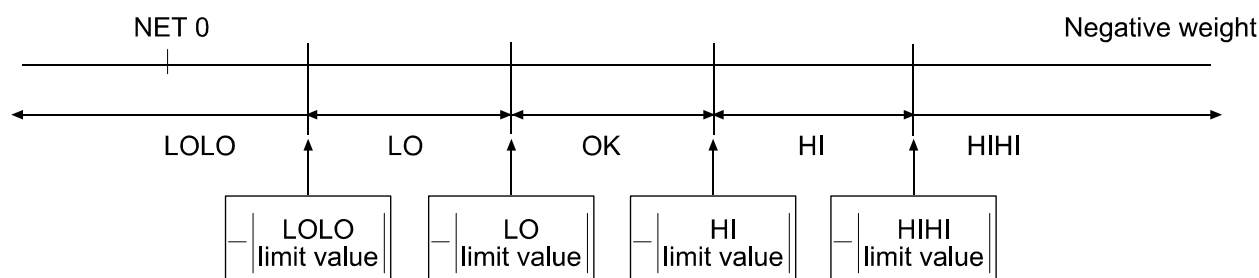 NET 0 Negative weight
LOLO LO OK HI HIHI
− |LOLO limit value| − |LO limit value| − |HI limit value| − |HIHI limit value|